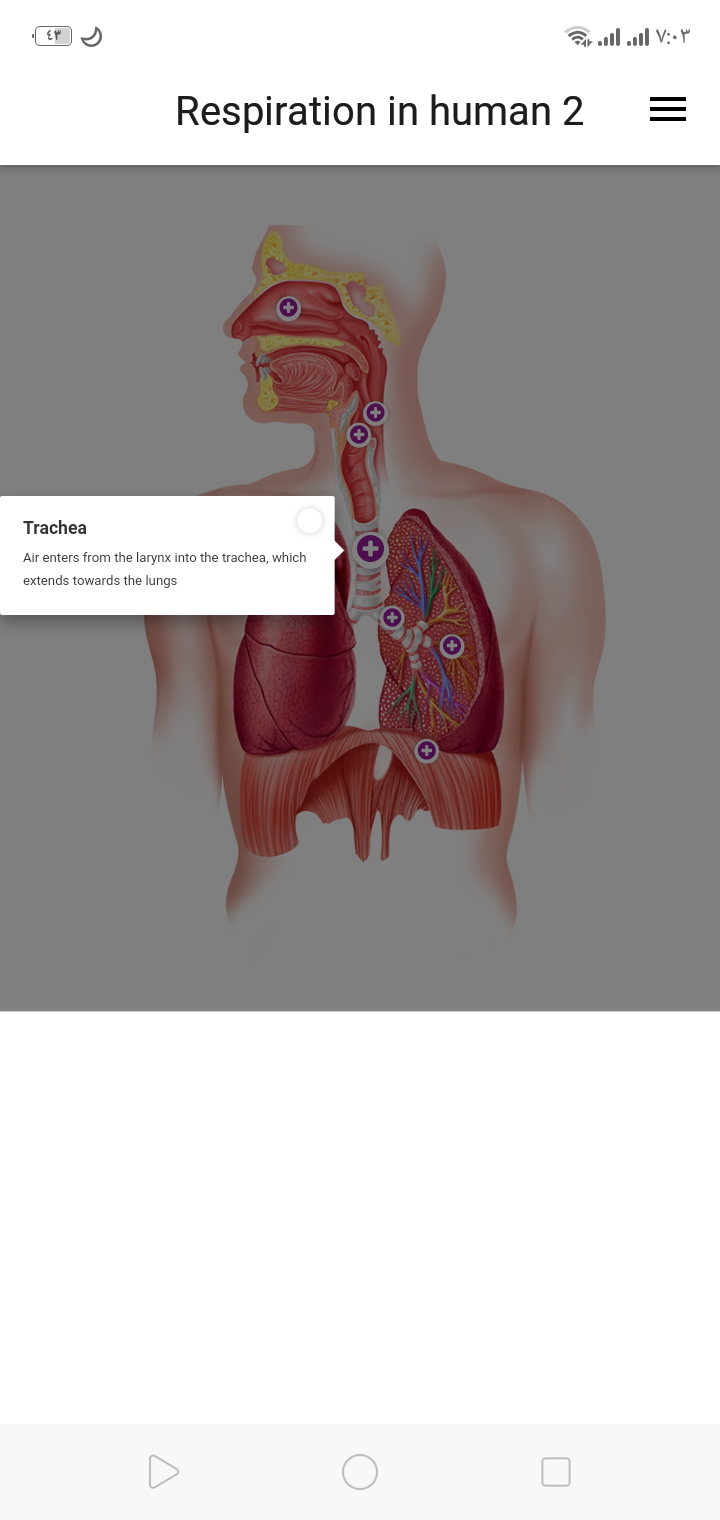 ٤٣ ٧:٠٣
Respiration in human 2
Trachea
Air enters from the larynx into the trachea, which
extends towards the lungs